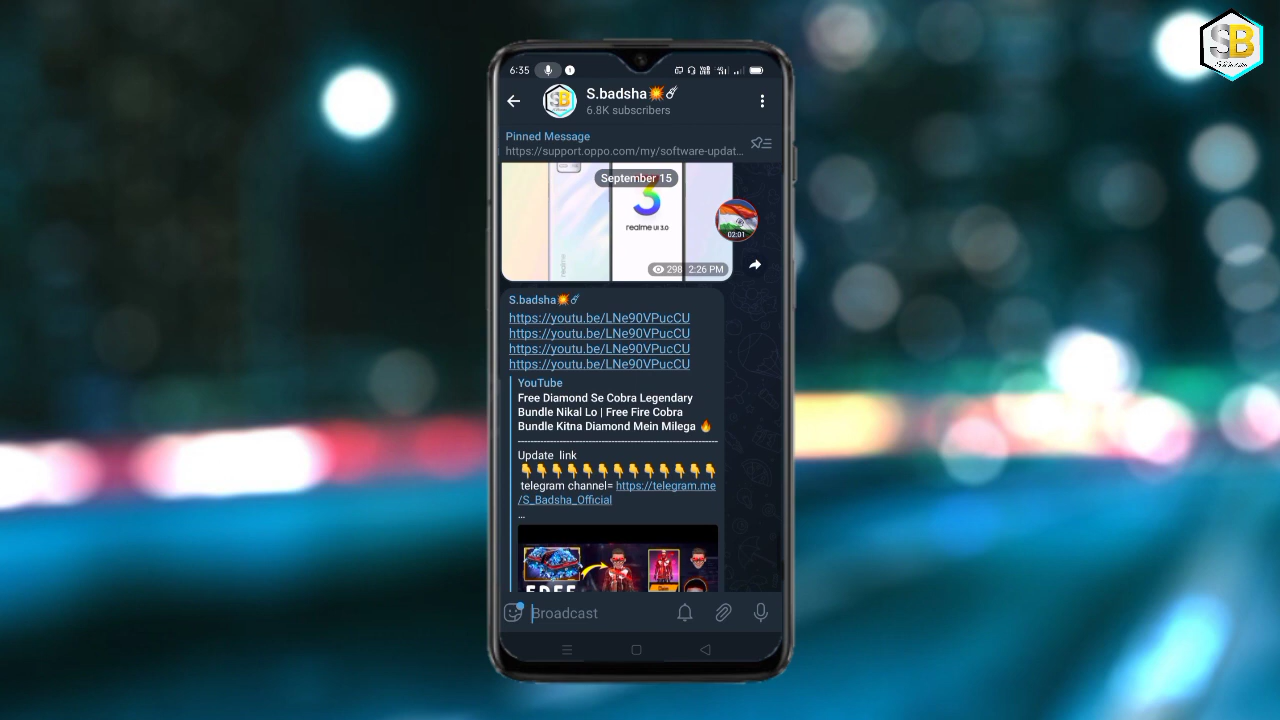 SB
6:35
S.badsha💥☄
6.8K subscribers
Pinned Message
https://support.oppo.com/my/software-updat...
September 15
3
realme UI 3.0
realme
02:01
298 2:26 PM
S.badsha💥☄
https://youtu.be/LNe90VPucCU
https://youtu.be/LNe90VPucCU
https://youtu.be/LNe90VPucCU
https://youtu.be/LNe90VPucCU
YouTube
Free Diamond Se Cobra Legendary
Bundle Nikal Lo | Free Fire Cobra
Bundle Kitna Diamond Mein Milega 🔥
--------------------------------------------------
Update link
👇👇👇👇👇👇👇👇👇👇👇👇👇
telegram channel= https://telegram.me
/S_Badsha_Official
...
FREE
Broadcast